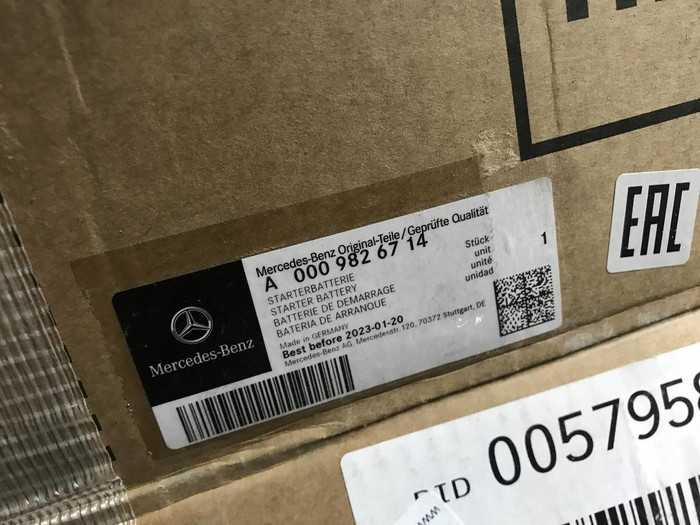 EAC
Mercedes-Benz Original-Teile/Geprüfte Qualität
A 000 982 67 14
STARTERBATTERIE
STARTER BATTERY
BATTERIE DE DEMARRAGE
BATERIA DE ARRANQUE
Stück
unit
unité
unidad
1
Made in GERMANY
Best before 2023-01-20
Mercedes-Benz AG, Mercedesstr. 120, 70372 Stuttgart, DE
Mercedes-Benz
005795
www